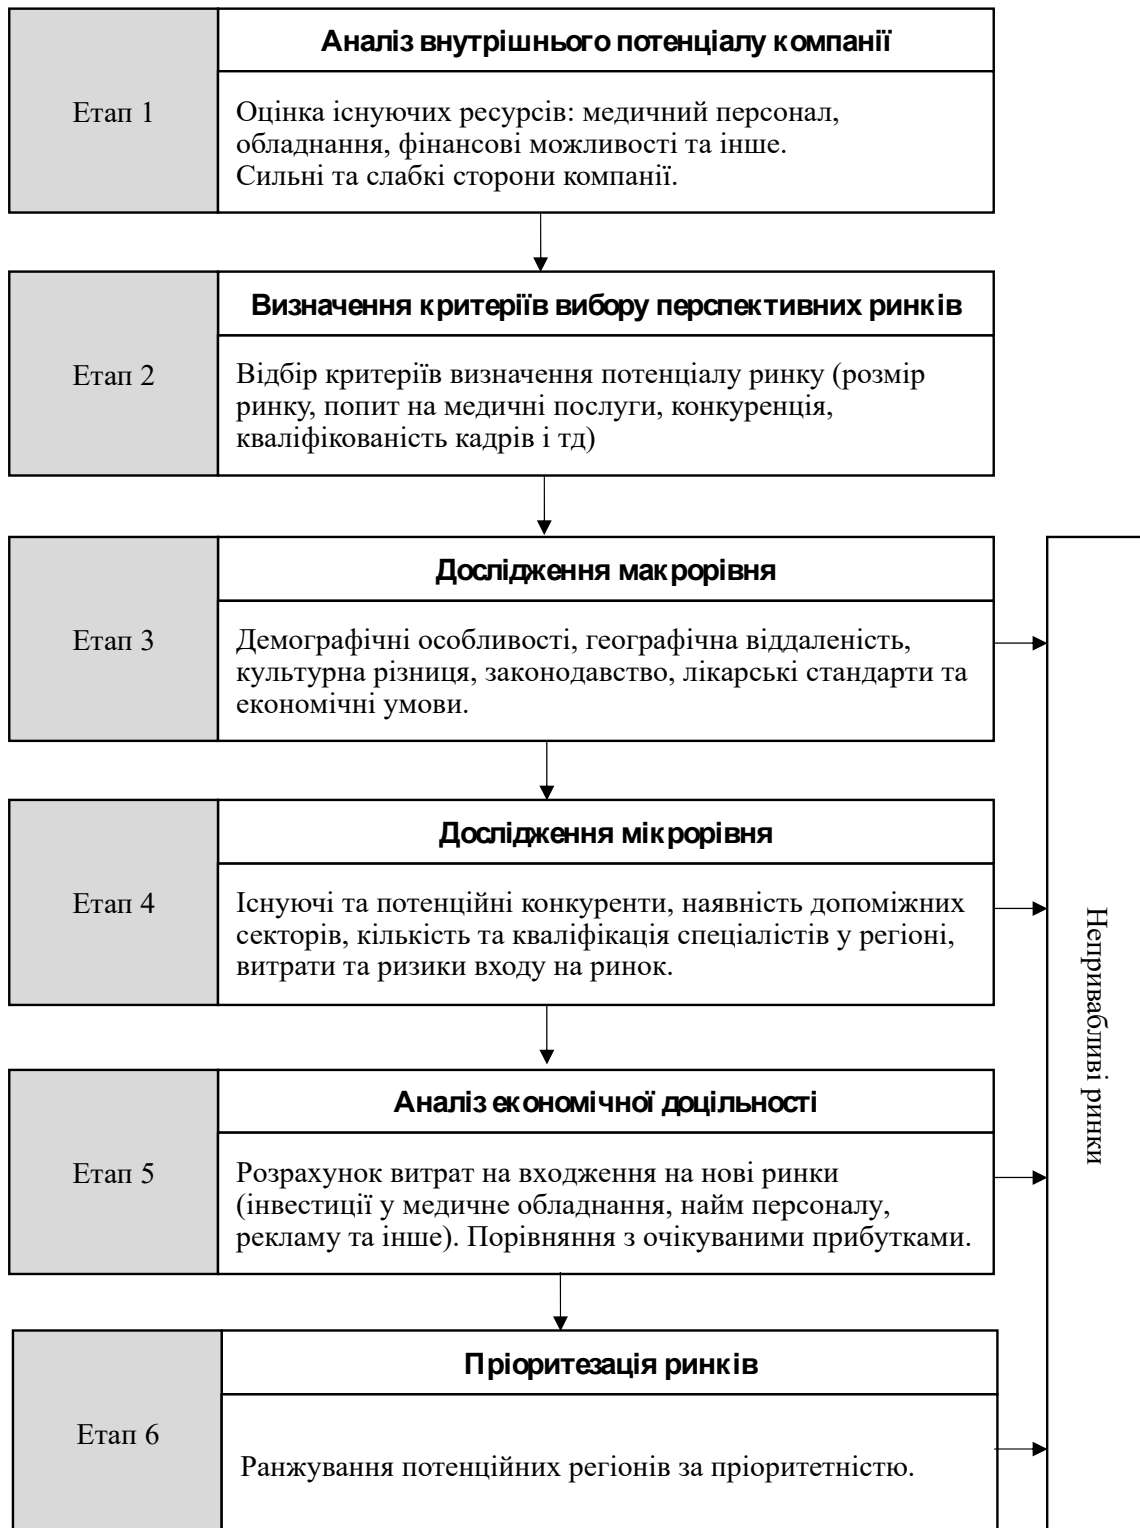 Аналіз внутрішнього потенціалу компанії
Етап 1
Оцінка існуючих ресурсів: медичний персонал,
обладнання, фінансові можливості та інше.
Сильні та слабкі сторони компанії.
Визначення критеріїв вибору перспективних ринків
Етап 2
Відбір критеріїв визначення потенціалу ринку (розмір
ринку, попит на медичні послуги, конкуренція,
кваліфікованість кадрів і тд)
Дослідження макрорівня
Етап 3
Демографічні особливості, географічна віддаленість,
культурна різниця, законодавство, лікарські стандарти та
економічні умови.
Дослідження мікрорівня
Етап 4
Існуючі та потенційні конкуренти, наявність допоміжних
секторів, кількість та кваліфікація спеціалістів у регіоні,
витрати та ризики входу на ринок.
Аналіз економічної доцільності
Етап 5
Розрахунок витрат на входження на нові ринки
(інвестиції у медичне обладнання, найм персоналу,
рекламу та інше). Порівняння з очікуваними прибутками.
Пріоритезація ринків
Етап 6
Ранжування потенційних регіонів за пріоритетністю.
Непривабливі ринки